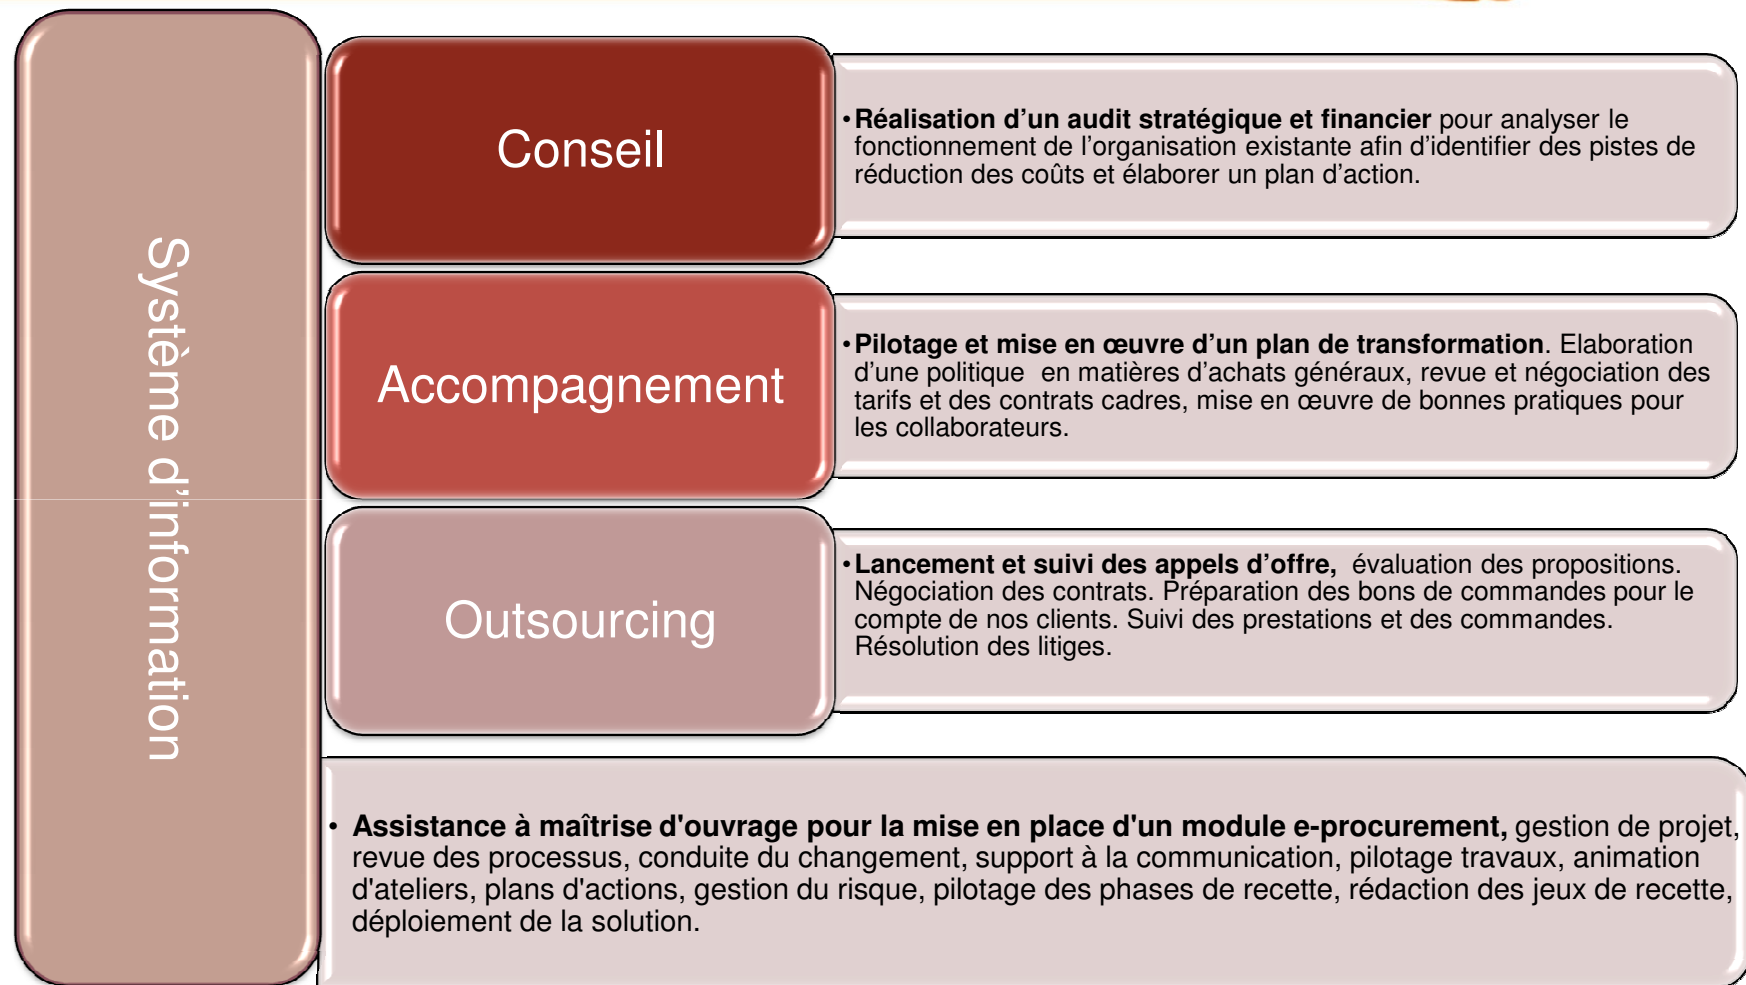 Système d’information
Conseil
•Réalisation d’un audit stratégique et financier pour analyser le
fonctionnement de l’organisation existante afin d’identifier des pistes de
réduction des coûts et élaborer un plan d’action.
Accompagnement
•Pilotage et mise en œuvre d’un plan de transformation. Elaboration
d’une politique  en matières d’achats généraux, revue et négociation des
tarifs et des contrats cadres, mise en œuvre de bonnes pratiques pour
les collaborateurs.
Outsourcing
•Lancement et suivi des appels d’offre,  évaluation des propositions.
Négociation des contrats. Préparation des bons de commandes pour le
compte de nos clients. Suivi des prestations et des commandes.
Résolution des litiges.
• Assistance à maîtrise d'ouvrage pour la mise en place d'un module e-procurement, gestion de projet,
revue des processus, conduite du changement, support à la communication, pilotage travaux, animation
d'ateliers, plans d'actions, gestion du risque, pilotage des phases de recette, rédaction des jeux de recette,
déploiement de la solution.